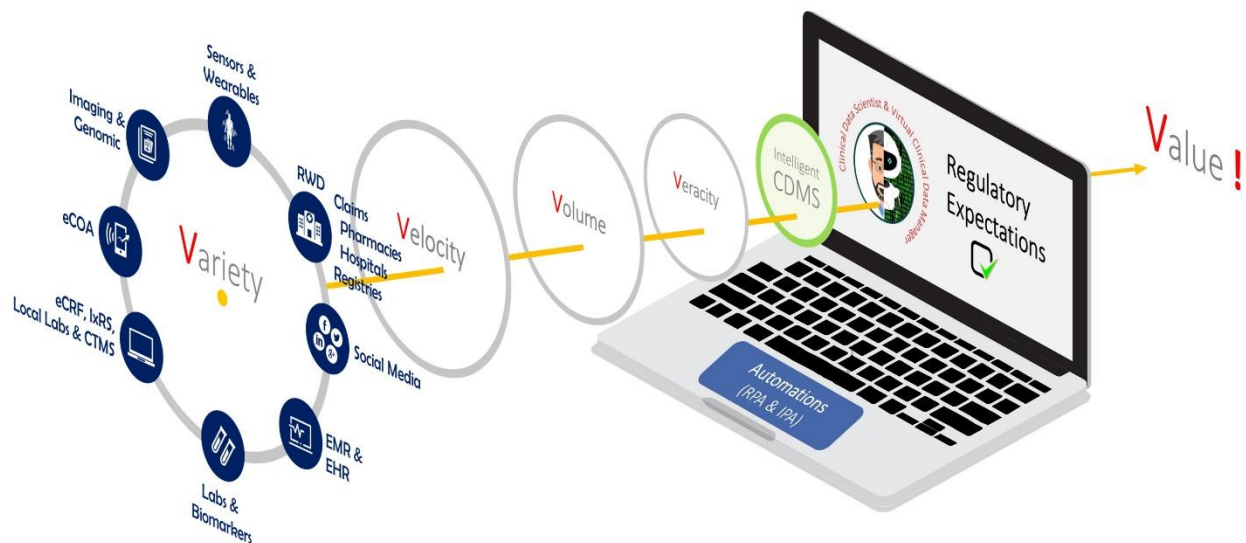 Sensors &
Wearables
Imaging &
Genomic
eCOA
eCRF, IxRS,
Local Labs & CTMS
Labs &
Biomarkers
EMR &
EHR
Social Media
RWD
Claims
Pharmacies
Hospitals
Registries
Variety
Velocity
Volume
Veracity
Intelligent
CDMS
Clinical Data Scientist & Virtual Clinical Data Manager
Regulatory
Expectations
Automations
(RPA & IPA)
Value !